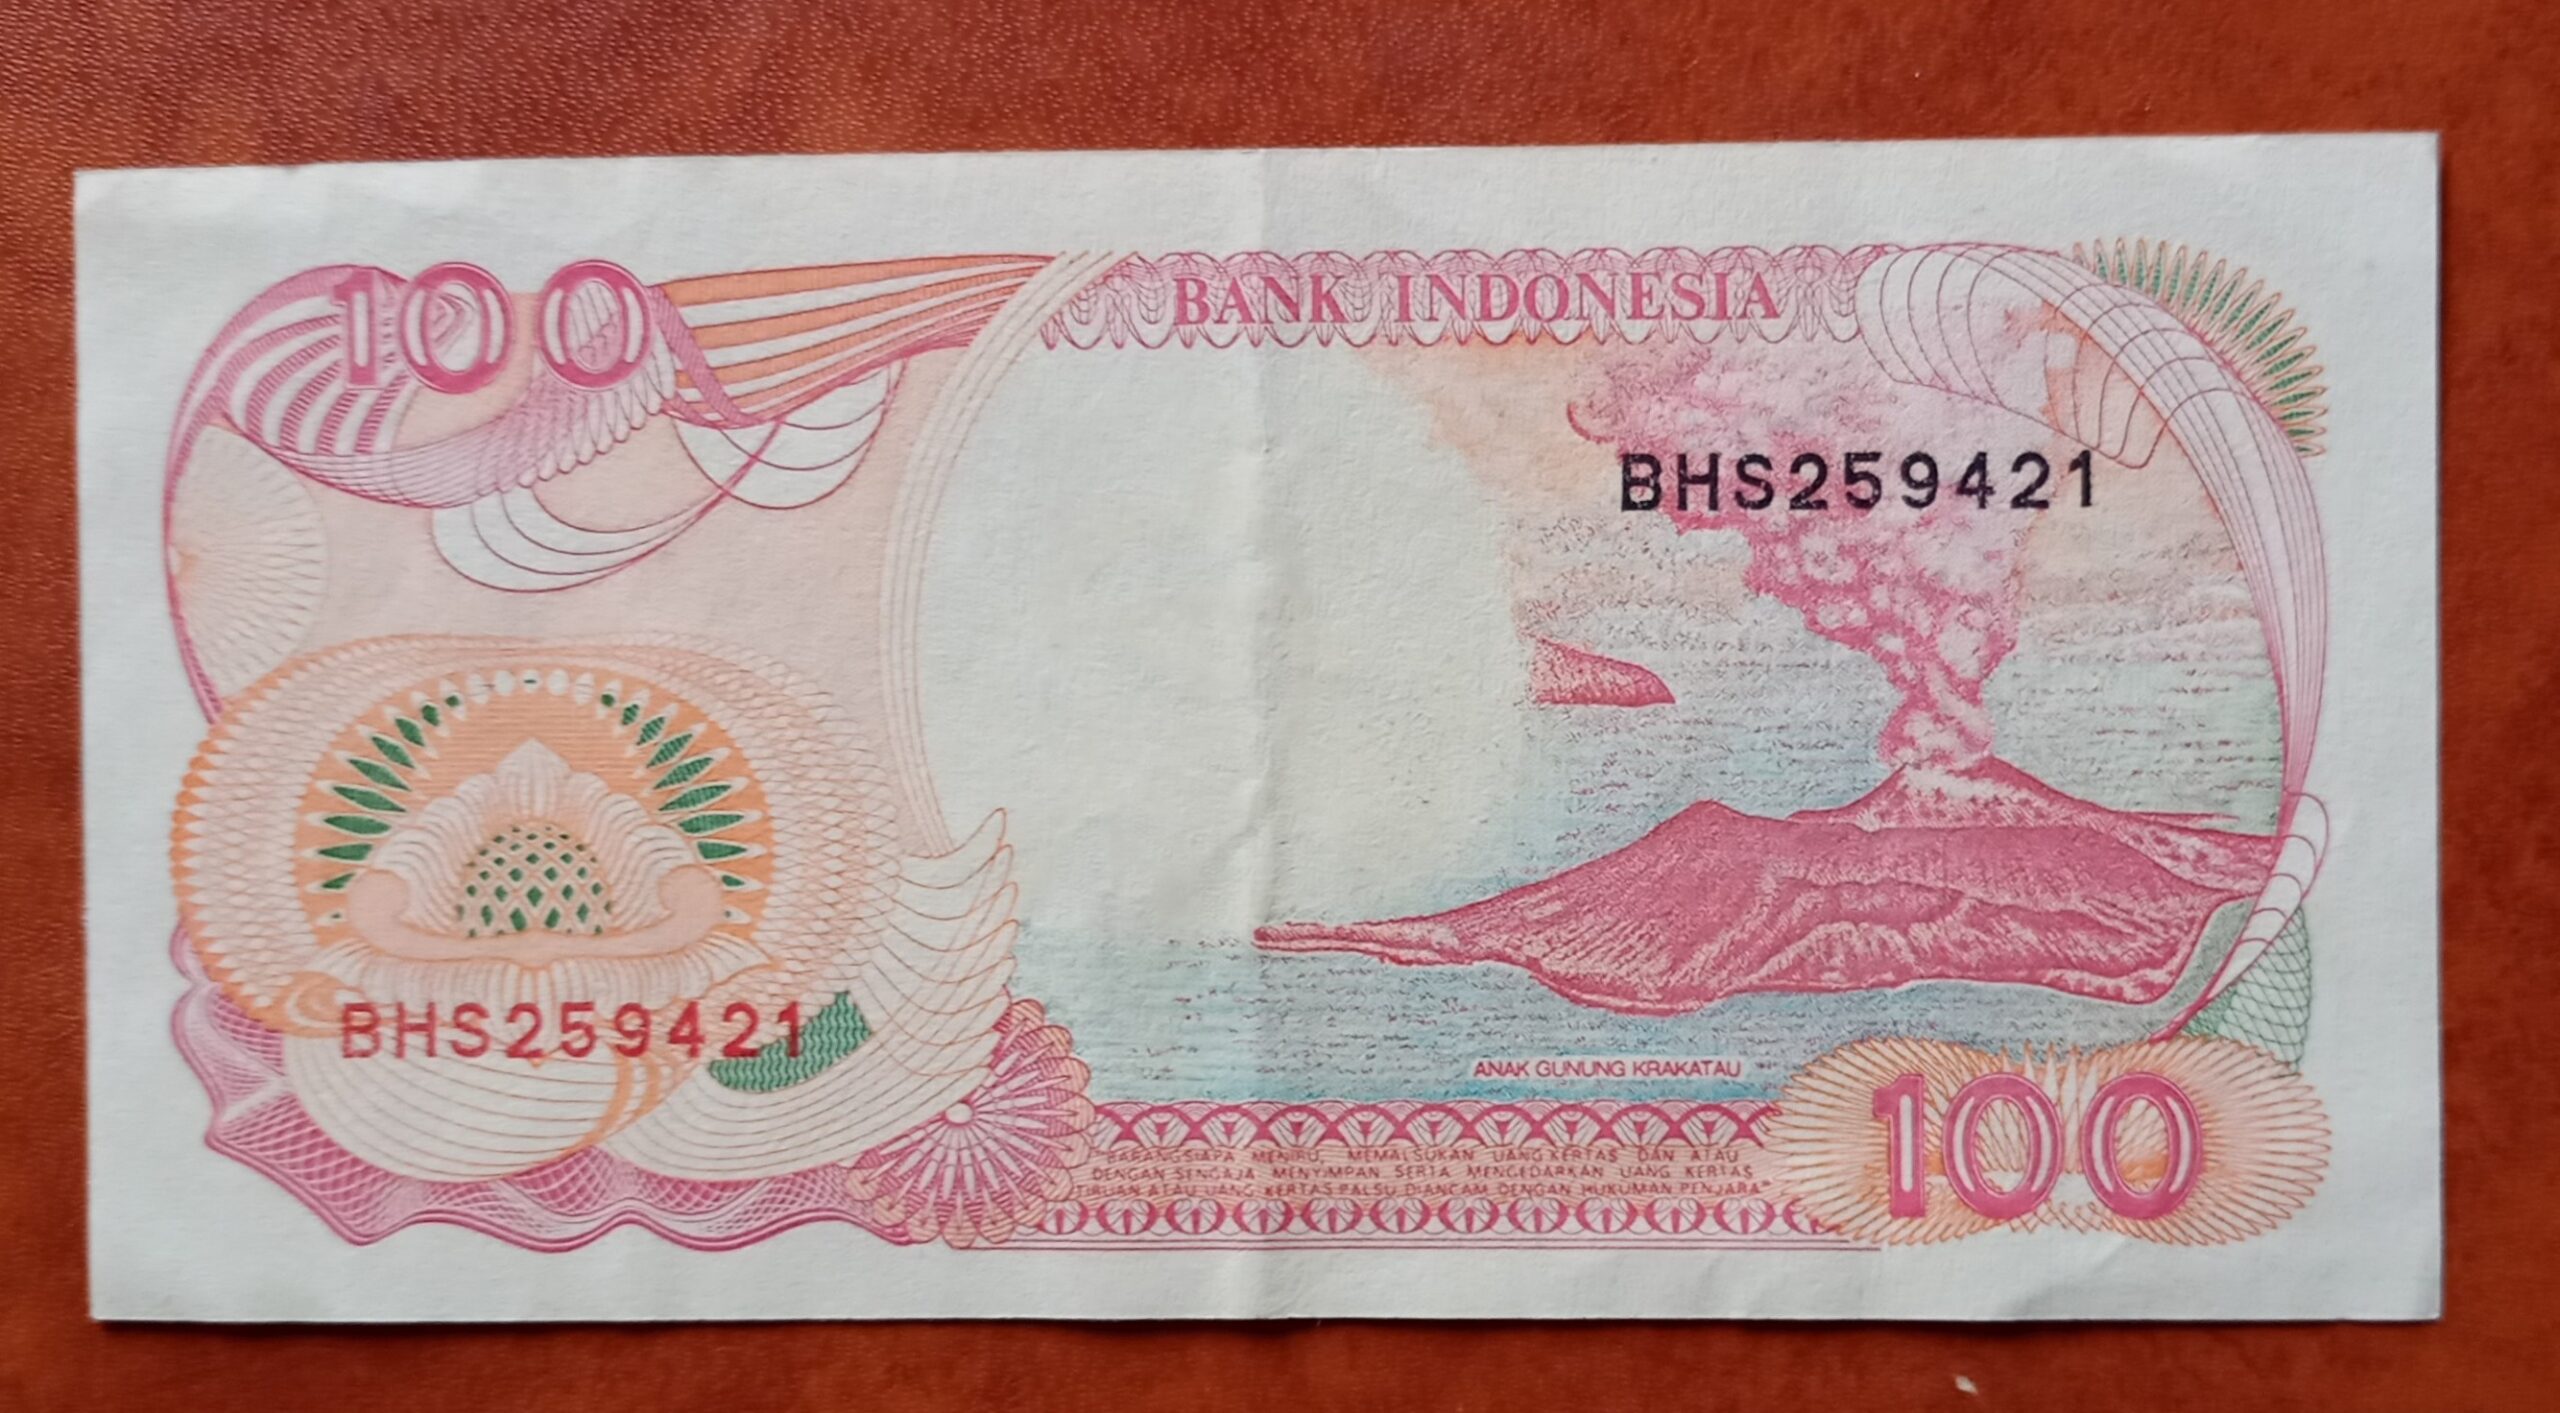 100
BANK INDONESIA
BHS259421
BHS259421
ANAK GUNUNG KRAKATAU
100
"BARANGSIAPA MENIRU, MEMALSUKAN UANG KERTAS DAN ATAU
DENGAN SENGAJA MENYIMPAN SERTA MENGEDARKAN UANG KERTAS
TIRUAN ATAU UANG KERTAS PALSU DIANCAM DENGAN HUKUMAN PENJARA"